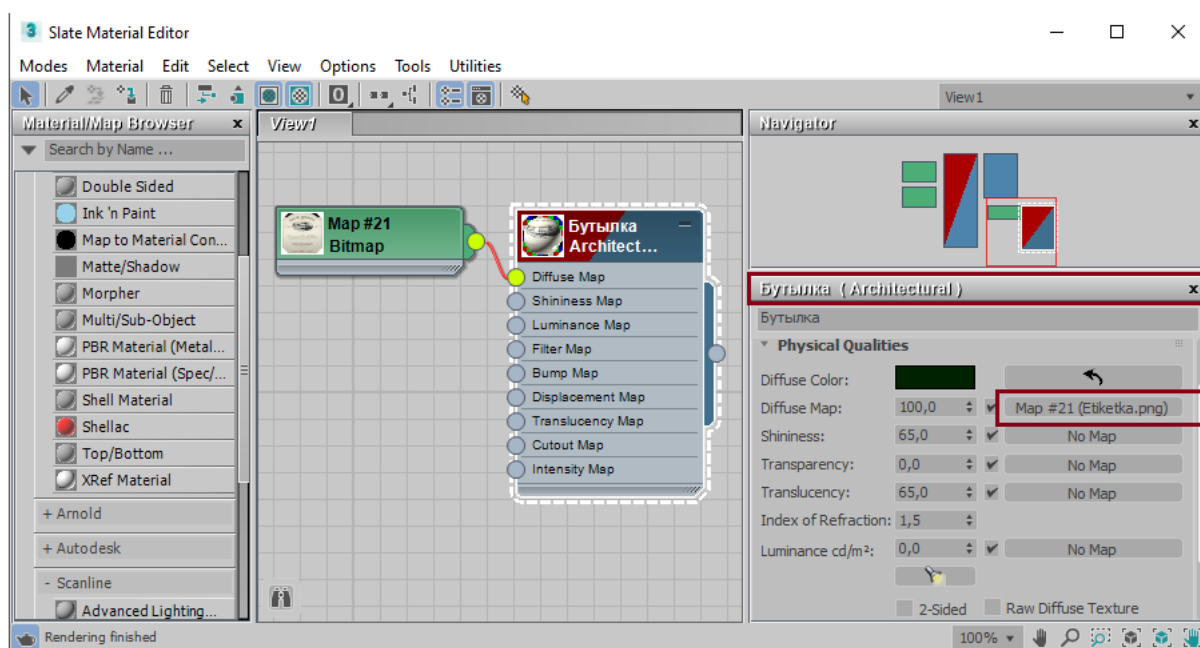 Slate Material Editor
Modes Material Edit Select View Options Tools Utilities
View1
Material/Map Browser x
Search by Name ...
Double Sided
Ink 'n Paint
Map to Material Con...
Matte/Shadow
Morpher
Multi/Sub-Object
PBR Material (Metal...
PBR Material (Spec/...
Shell Material
Shellac
Top/Bottom
XRef Material
+ Arnold
+ Autodesk
- Scanline
Advanced Lighting...
View1
Map #21
Bitmap
Бутылка
Architect...
Diffuse Map
Shininess Map
Luminance Map
Filter Map
Bump Map
Displacement Map
Translucency Map
Cutout Map
Intensity Map
Navigator x
Бутылка ( Architectural ) x
Бутылка
Physical Qualities
Diffuse Color:
Diffuse Map: 100,0 Map #21 (Etiketka.png)
Shininess: 65,0 No Map
Transparency: 0,0 No Map
Translucency: 65,0 No Map
Index of Refraction: 1,5
Luminance cd/m²: 0,0 No Map
2-Sided Raw Diffuse Texture
Rendering finished
100%